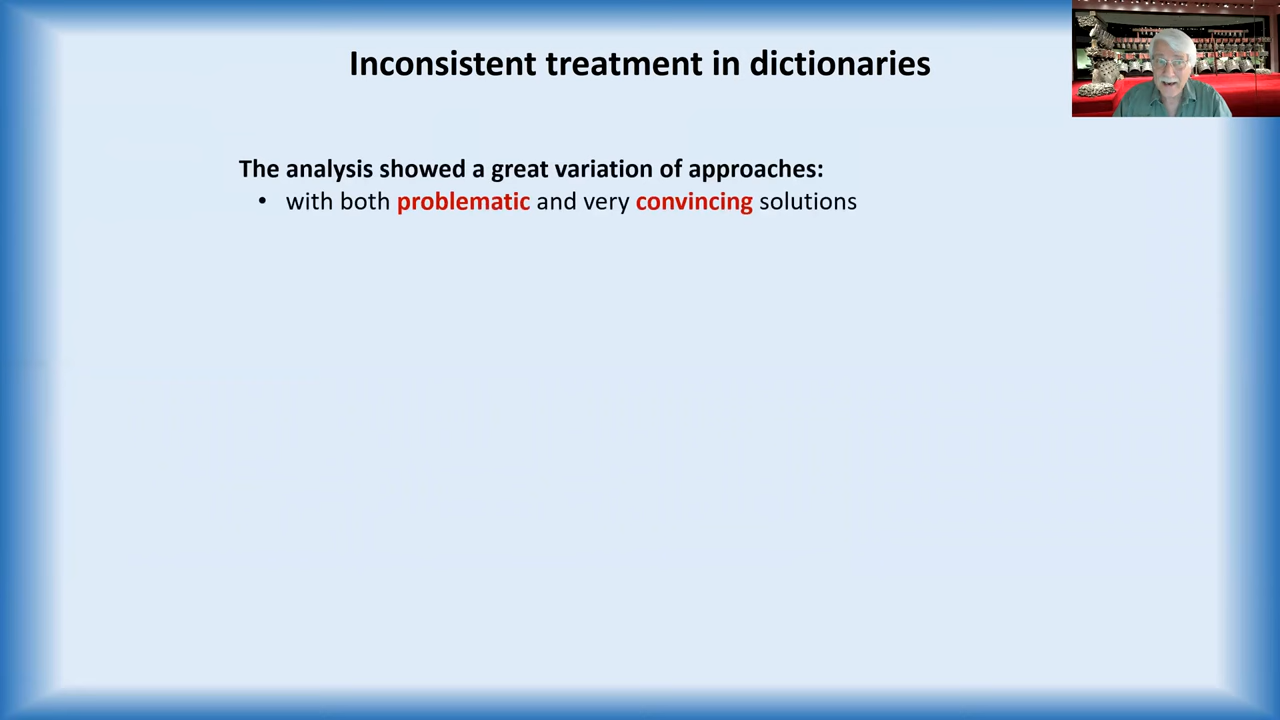 Inconsistent treatment in dictionaries
The analysis showed a great variation of approaches:
• with both problematic and very convincing solutions